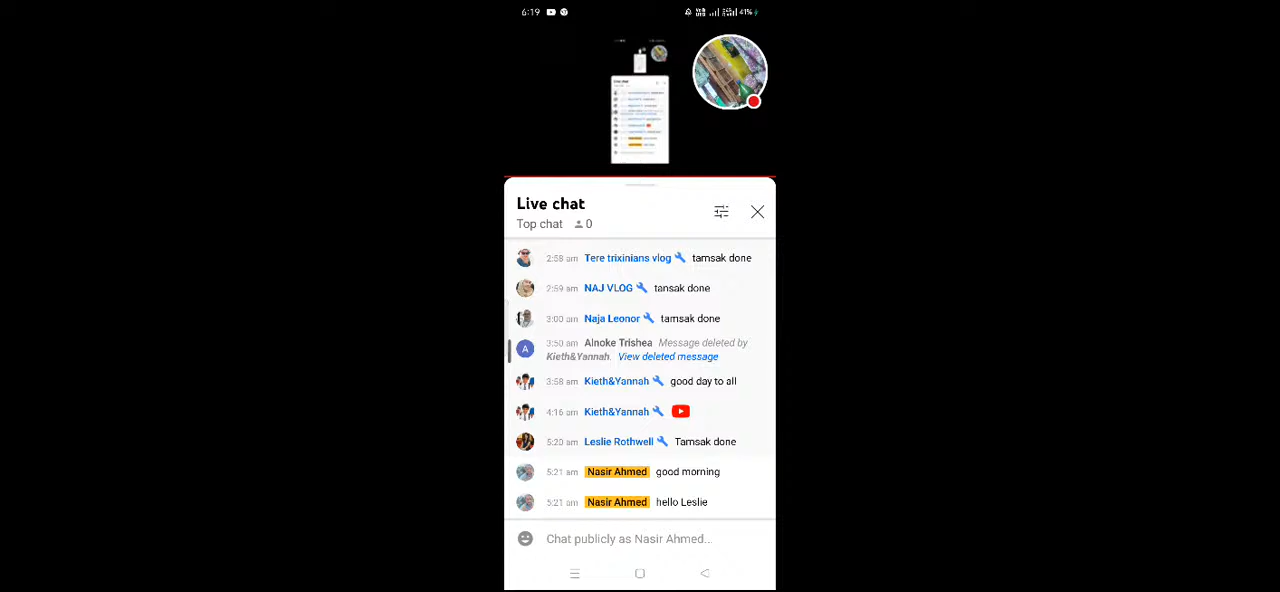 6:19
41%
Live chat
Top chat 0
2:58 am Tere trixinians vlog tamsak done
2:59 am NAJ VLOG tansak done
3:00 am Naja Leonor tamsak done
A 3:50 am Alnoke Trishea Message deleted by
Kieth&Yannah. View deleted message
3:58 am Kieth&Yannah good day to all
4:16 am Kieth&Yannah
5:20 am Leslie Rothwell Tamsak done
5:21 am Nasir Ahmed good morning
5:21 am Nasir Ahmed hello Leslie
Chat publicly as Nasir Ahmed...